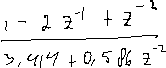 1 - 2 z^-1 + z^-2
3,414 + 0,586 z^-2